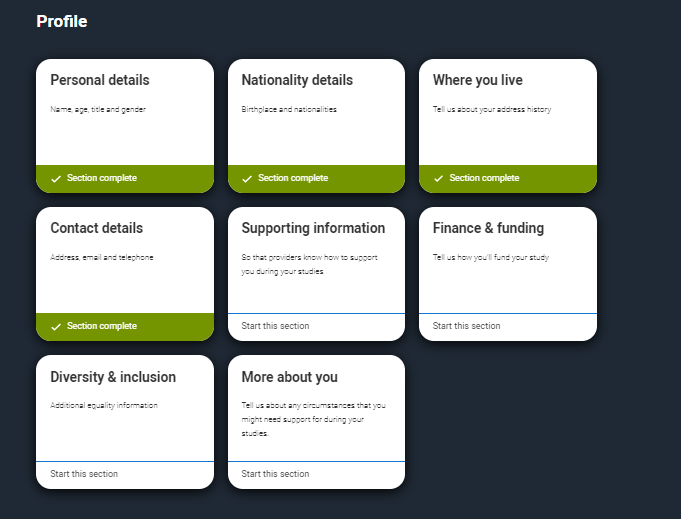 Profile
Personal details
Name, age, title and gender
Section complete
Nationality details
Birthplace and nationalities
Section complete
Where you live
Tell us about your address history
Section complete
Contact details
Address, email and telephone
Section complete
Supporting information
So that providers know how to support
you during your studies
Start this section
Finance & funding
Tell us how you'll fund your study
Start this section
Diversity & inclusion
Additional equality information
Start this section
More about you
Tell us about any circumstances that you
might need support for during your
studies.
Start this section